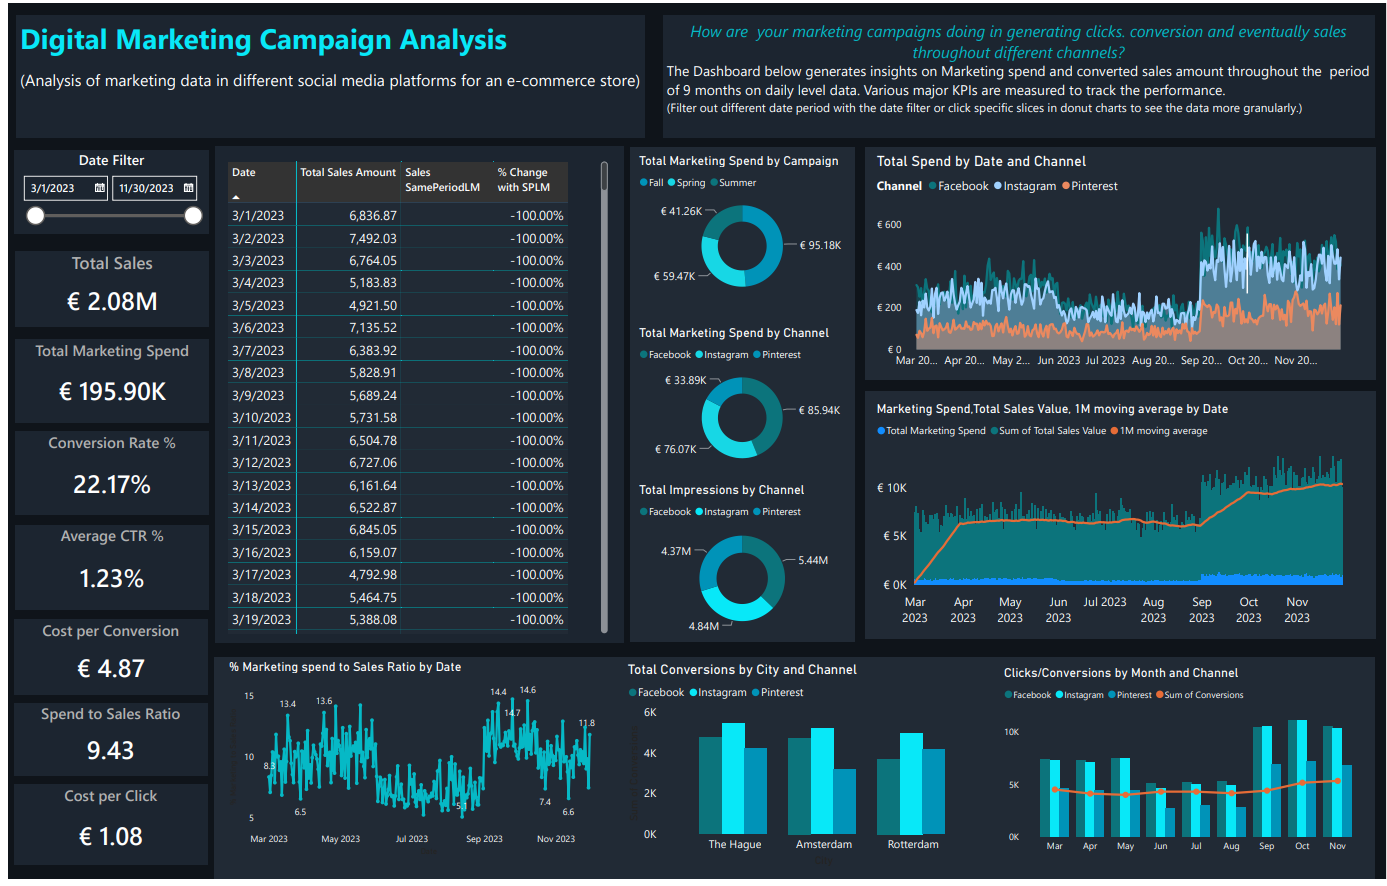 Digital Marketing Campaign Analysis
(Analysis of marketing data in different social media platforms for an e-commerce store)
How are  your marketing campaigns doing in generating clicks. conversion and eventually sales
throughout different channels?
The Dashboard below generates insights on Marketing spend and converted sales amount throughout the  period
of 9 months on daily level data. Various major KPIs are measured to track the performance.
(Filter out different date period with the date filter or click specific slices in donut charts to see the data more granularly.)
Date Filter
3/1/2023 11/30/2023
Total Sales
€ 2.08M
Total Marketing Spend
€ 195.90K
Conversion Rate %
22.17%
Average CTR %
1.23%
Cost per Conversion
€ 4.87
Spend to Sales Ratio
9.43
Cost per Click
€ 1.08
Date Total Sales Amount Sales % Change
SamePeriodLM with SPLM
3/1/2023 6,836.87 -100.00%
3/2/2023 7,492.03 -100.00%
3/3/2023 6,764.05 -100.00%
3/4/2023 5,183.83 -100.00%
3/5/2023 4,921.50 -100.00%
3/6/2023 7,135.52 -100.00%
3/7/2023 6,383.92 -100.00%
3/8/2023 5,828.91 -100.00%
3/9/2023 5,689.24 -100.00%
3/10/2023 5,731.58 -100.00%
3/11/2023 6,504.78 -100.00%
3/12/2023 6,727.06 -100.00%
3/13/2023 6,161.64 -100.00%
3/14/2023 6,522.87 -100.00%
3/15/2023 6,845.05 -100.00%
3/16/2023 6,159.07 -100.00%
3/17/2023 4,792.98 -100.00%
3/18/2023 5,464.75 -100.00%
3/19/2023 5,388.08 -100.00%
Total Marketing Spend by Campaign
Fall Spring Summer
€ 41.26K
€ 95.18K
€ 59.47K
Total Marketing Spend by Channel
Facebook Instagram Pinterest
€ 33.89K
€ 85.94K
€ 76.07K
Total Impressions by Channel
Facebook Instagram Pinterest
4.37M
5.44M
4.84M
Total Spend by Date and Channel
Channel Facebook Instagram Pinterest
€ 600
€ 400
€ 200
€ 0
Mar 20... Apr 20... May 2... Jun 2023 Jul 2023 Aug 20... Sep 20... Oct 20... Nov 20...
Marketing Spend,Total Sales Value, 1M moving average by Date
Total Marketing Spend Sum of Total Sales Value 1M moving average
€ 10K
€ 5K
€ 0K
Mar Apr May Jun Jul 2023 Aug Sep Oct Nov
2023 2023 2023 2023 2023 2023 2023 2023
% Marketing spend to Sales Ratio by Date
15
10
5
13.4
13.6
14.4
14.6
14.7
11.8
8.3
6.5
5.1
7.4
6.6
Mar 2023 May 2023 Jul 2023 Sep 2023 Nov 2023
Total Conversions by City and Channel
Facebook Instagram Pinterest
6K
4K
2K
0K
The Hague Amsterdam Rotterdam
Clicks/Conversions by Month and Channel
Facebook Instagram Pinterest Sum of Conversions
10K
5K
0K
Mar Apr May Jun Jul Aug Sep Oct Nov